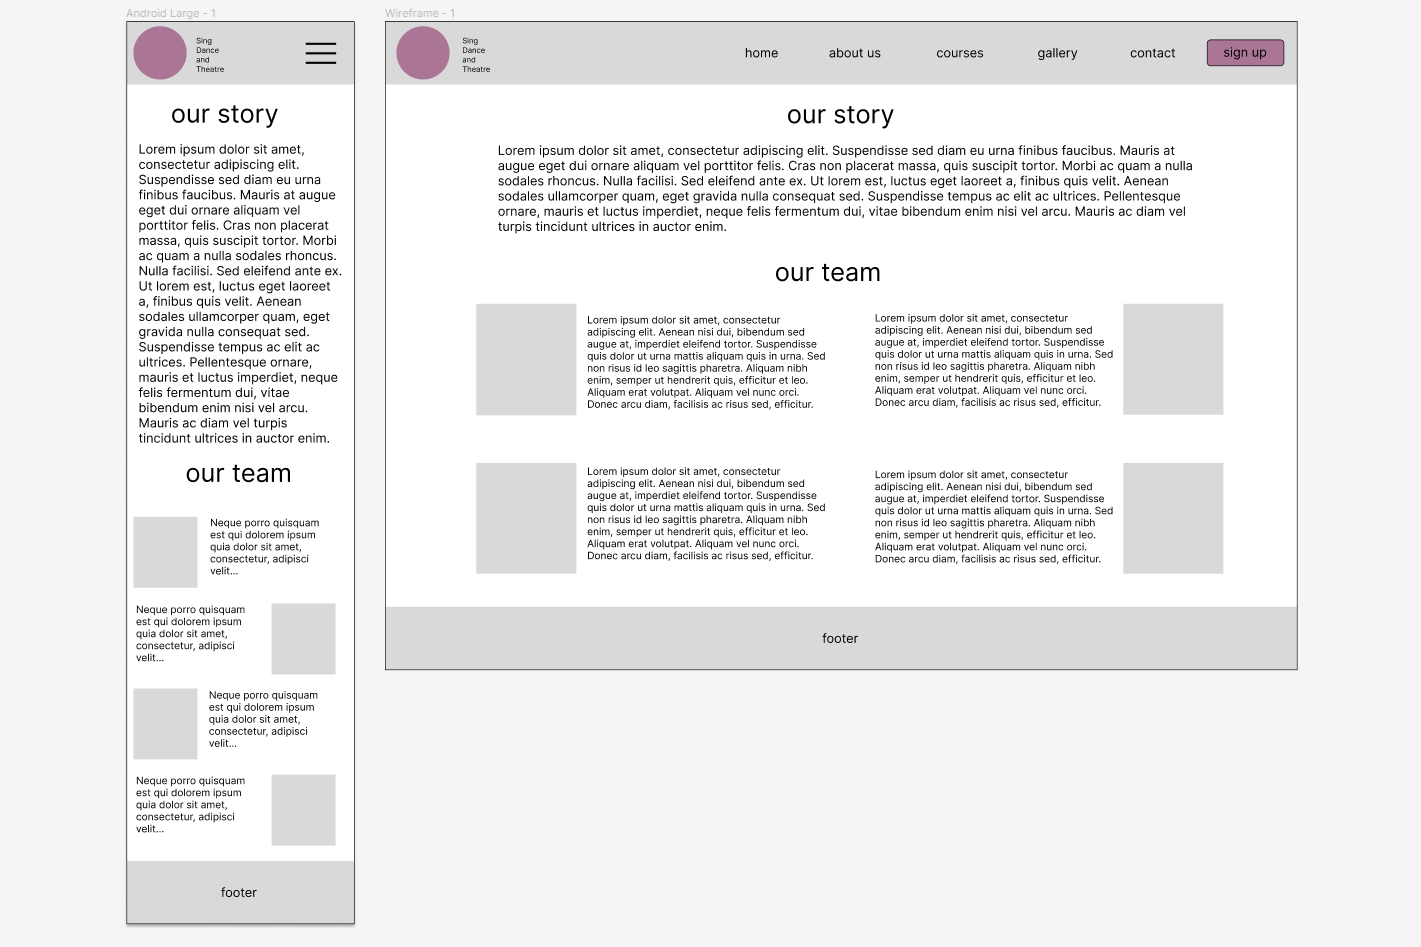 Android Large - 1
Sing
Dance
and
Theatre
our story
Lorem ipsum dolor sit amet,
consectetur adipiscing elit.
Suspendisse sed diam eu urna
finibus faucibus. Mauris at augue
eget dui ornare aliquam vel
porttitor felis. Cras non placerat
massa, quis suscipit tortor. Morbi
ac quam a nulla sodales rhoncus.
Nulla facilisi. Sed eleifend ante ex.
Ut lorem est, luctus eget laoreet
a, finibus quis velit. Aenean
sodales ullamcorper quam, eget
gravida nulla consequat sed.
Suspendisse tempus ac elit ac
ultrices. Pellentesque ornare,
mauris et luctus imperdiet, neque
felis fermentum dui, vitae
bibendum enim nisi vel arcu.
Mauris ac diam vel turpis
tincidunt ultrices in auctor enim.
our team
Neque porro quisquam
est qui dolorem ipsum
quia dolor sit amet,
consectetur, adipisci
velit...
Neque porro quisquam
est qui dolorem ipsum
quia dolor sit amet,
consectetur, adipisci
velit...
Neque porro quisquam
est qui dolorem ipsum
quia dolor sit amet,
consectetur, adipisci
velit...
Neque porro quisquam
est qui dolorem ipsum
quia dolor sit amet,
consectetur, adipisci
velit...
footer
Wireframe - 1
Sing
Dance
and
Theatre
home about us courses gallery contact sign up
our story
Lorem ipsum dolor sit amet, consectetur adipiscing elit. Suspendisse sed diam eu urna finibus faucibus. Mauris at
augue eget dui ornare aliquam vel porttitor felis. Cras non placerat massa, quis suscipit tortor. Morbi ac quam a nulla
sodales rhoncus. Nulla facilisi. Sed eleifend ante ex. Ut lorem est, luctus eget laoreet a, finibus quis velit. Aenean
sodales ullamcorper quam, eget gravida nulla consequat sed. Suspendisse tempus ac elit ac ultrices. Pellentesque
ornare, mauris et luctus imperdiet, neque felis fermentum dui, vitae bibendum enim nisi vel arcu. Mauris ac diam vel
turpis tincidunt ultrices in auctor enim.
our team
Lorem ipsum dolor sit amet, consectetur
adipiscing elit. Aenean nisi dui, bibendum sed
augue at, imperdiet eleifend tortor. Suspendisse
quis dolor ut urna mattis aliquam quis in urna. Sed
non risus id leo sagittis pharetra. Aliquam nibh
enim, semper ut hendrerit quis, efficitur et leo.
Aliquam erat volutpat. Aliquam vel nunc orci.
Donec arcu diam, facilisis ac risus sed, efficitur.
Lorem ipsum dolor sit amet, consectetur
adipiscing elit. Aenean nisi dui, bibendum sed
augue at, imperdiet eleifend tortor. Suspendisse
quis dolor ut urna mattis aliquam quis in urna. Sed
non risus id leo sagittis pharetra. Aliquam nibh
enim, semper ut hendrerit quis, efficitur et leo.
Aliquam erat volutpat. Aliquam vel nunc orci.
Donec arcu diam, facilisis ac risus sed, efficitur.
Lorem ipsum dolor sit amet, consectetur
adipiscing elit. Aenean nisi dui, bibendum sed
augue at, imperdiet eleifend tortor. Suspendisse
quis dolor ut urna mattis aliquam quis in urna. Sed
non risus id leo sagittis pharetra. Aliquam nibh
enim, semper ut hendrerit quis, efficitur et leo.
Aliquam erat volutpat. Aliquam vel nunc orci.
Donec arcu diam, facilisis ac risus sed, efficitur.
Lorem ipsum dolor sit amet, consectetur
adipiscing elit. Aenean nisi dui, bibendum sed
augue at, imperdiet eleifend tortor. Suspendisse
quis dolor ut urna mattis aliquam quis in urna. Sed
non risus id leo sagittis pharetra. Aliquam nibh
enim, semper ut hendrerit quis, efficitur et leo.
Aliquam erat volutpat. Aliquam vel nunc orci.
Donec arcu diam, facilisis ac risus sed, efficitur.
footer